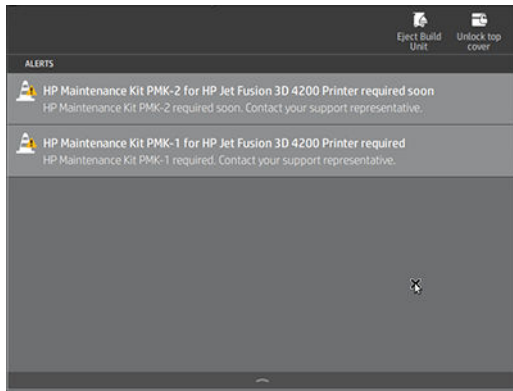 Eject Build
Unit
Unlock top
cover
ALERTS
HP Maintenance Kit PMK-2 for HP Jet Fusion 3D 4200 Printer required soon
HP Maintenance Kit PMK-2 required soon. Contact your support representative.
HP Maintenance Kit PMK-1 for HP Jet Fusion 3D 4200 Printer required
HP Maintenance Kit PMK-1 required. Contact your support representative.